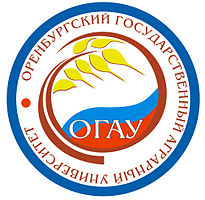 ОРЕНБУРГСКИЙ ГОСУДАРСТВЕННЫЙ АГРАРНЫЙ УНИВЕРСИТЕТ
ОГАУ